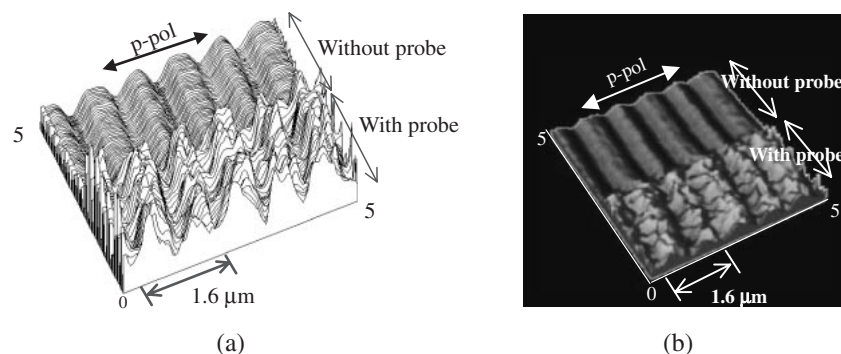 p-pol
Without probe
With probe
5
5
0
1.6 μm
(a)
p-pol
Without probe
With probe
5
5
0
1.6 μm
(b)